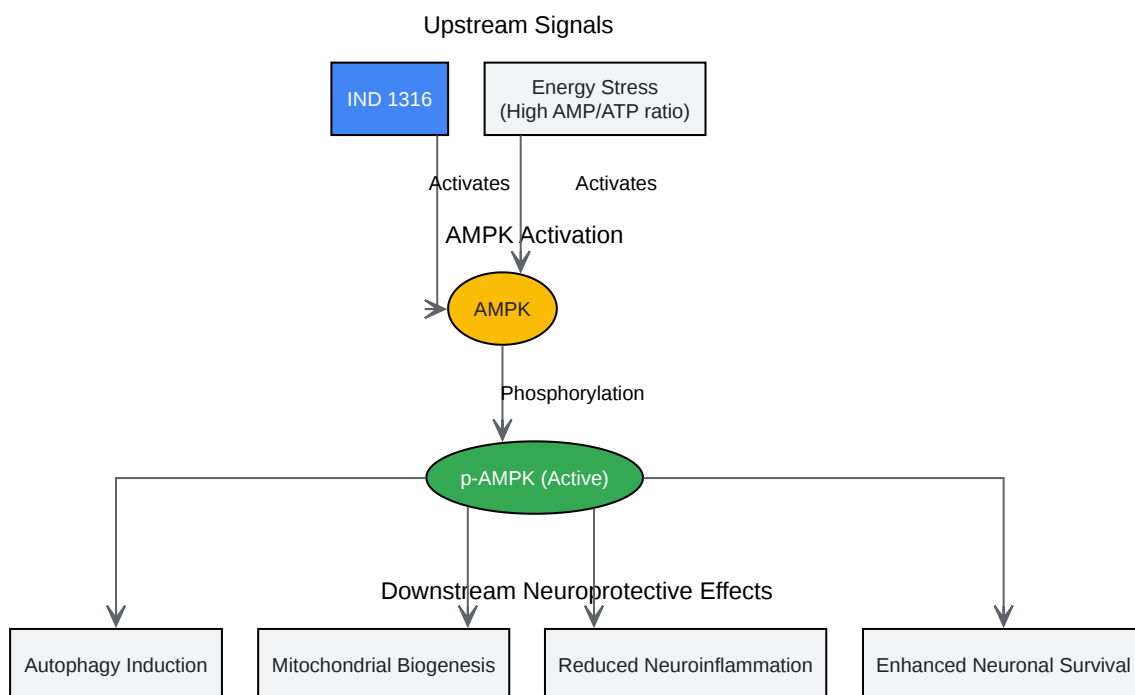 Upstream Signals
IND 1316
Energy Stress
(High AMP/ATP ratio)
Activates
Activates
AMPK Activation
AMPK
Phosphorylation
p-AMPK (Active)
Downstream Neuroprotective Effects
Autophagy Induction
Mitochondrial Biogenesis
Reduced Neuroinflammation
Enhanced Neuronal Survival